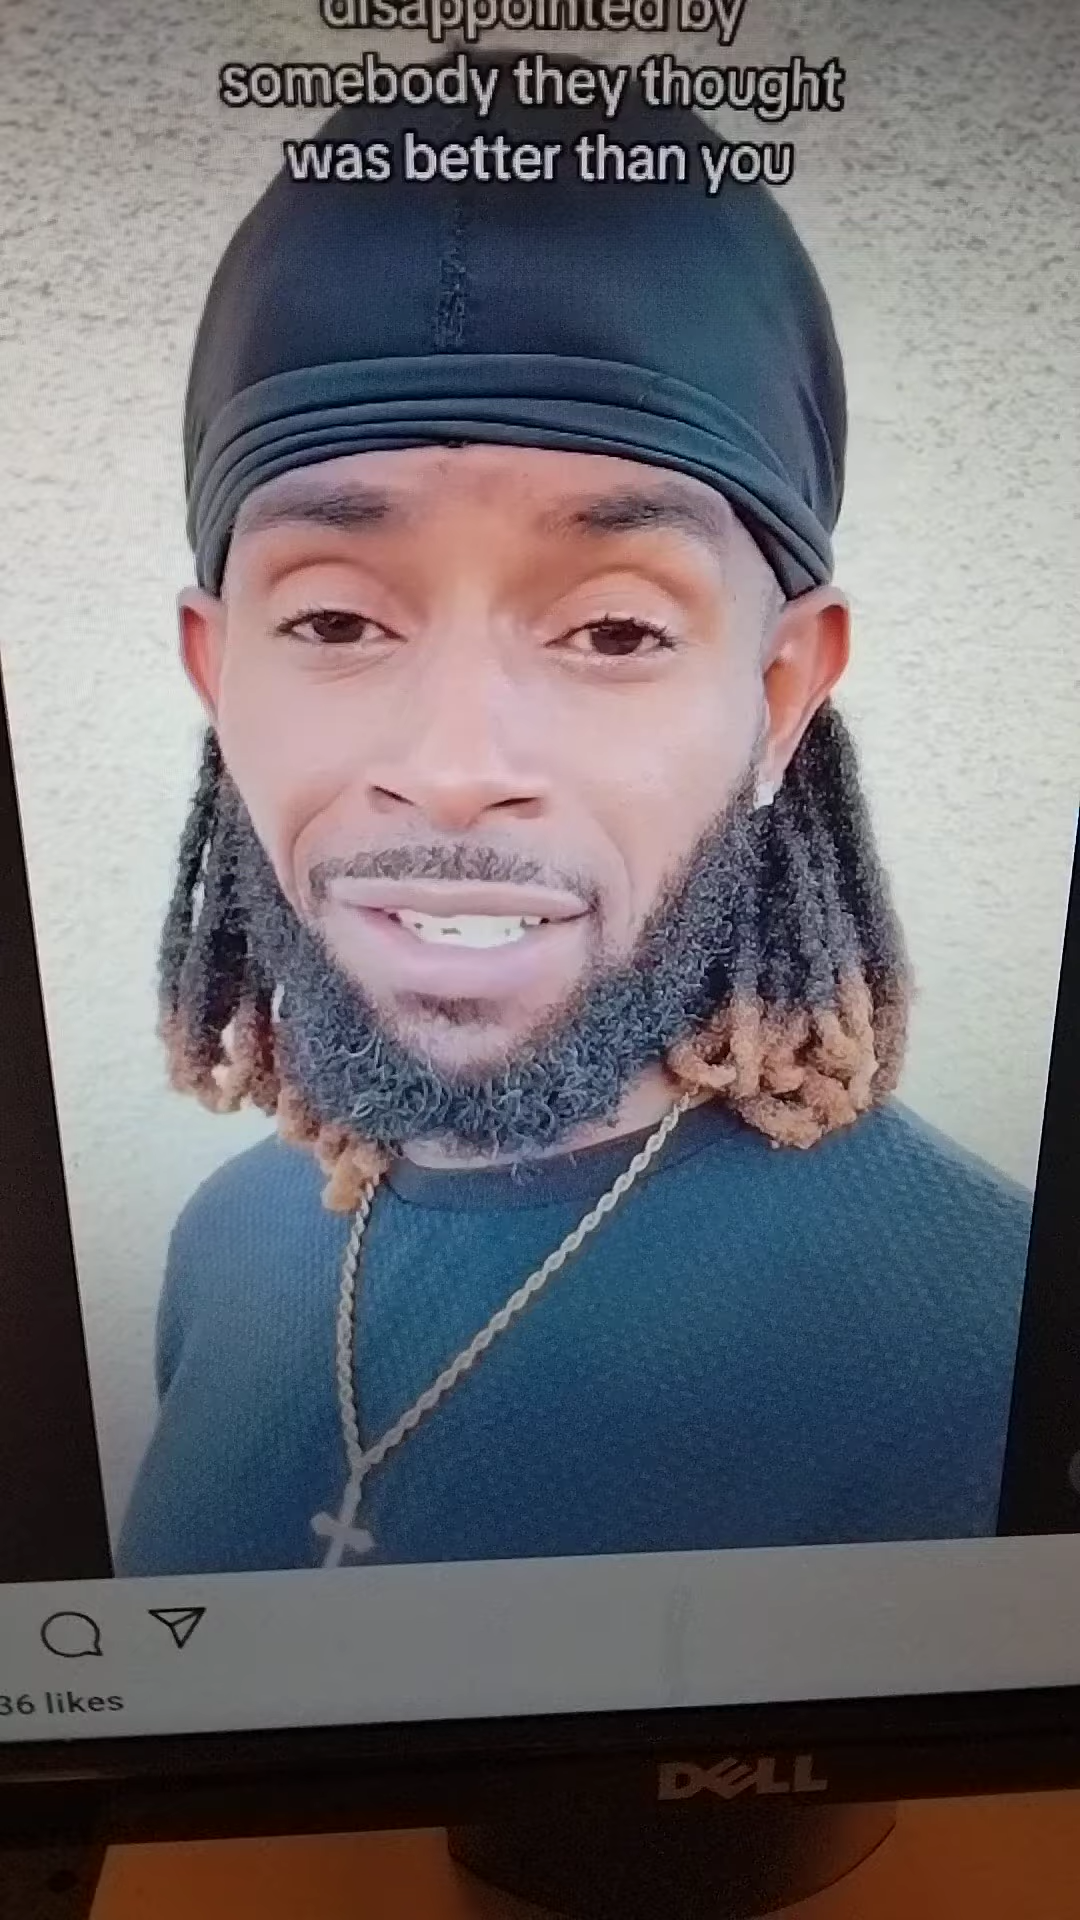 disappointed by
somebody they thought
was better than you
36 likes
DELL